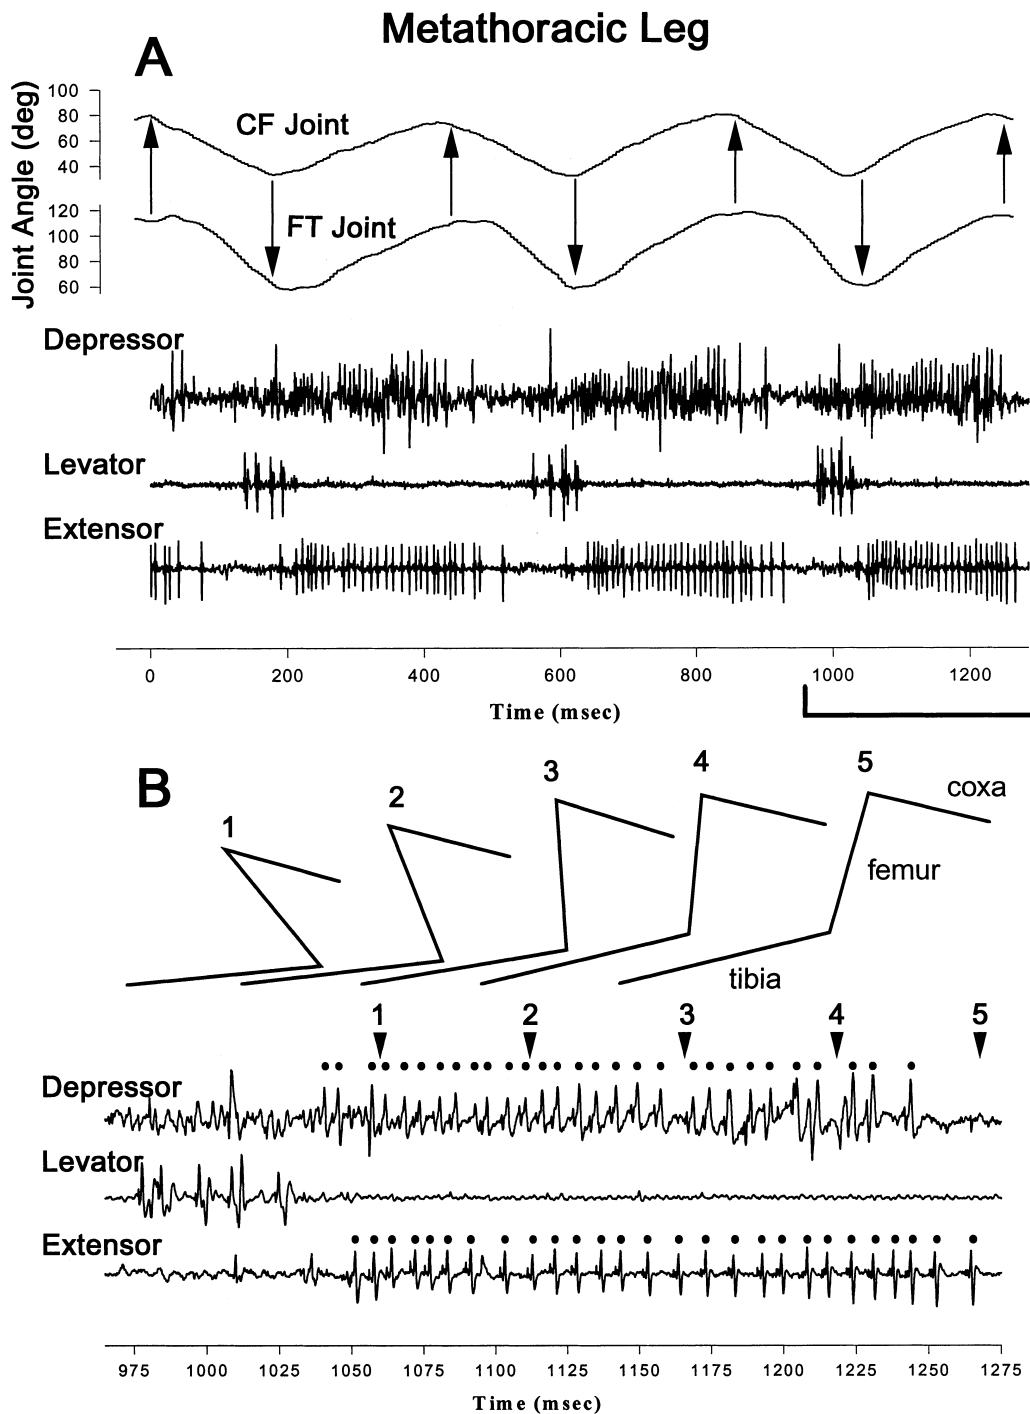 Metathoracic Leg
A
Joint Angle (deg)
100
80
60
40
CF Joint
120
100
80
60
FT Joint
Depressor
Levator
Extensor
0 200 400 600 800 1000 1200
Time (msec)
B
1 2 3 4 5
coxa
femur
tibia
1 2 3 4 5
Depressor
Levator
Extensor
975 1000 1025 1050 1075 1100 1125 1150 1175 1200 1225 1250 1275
Time (msec)